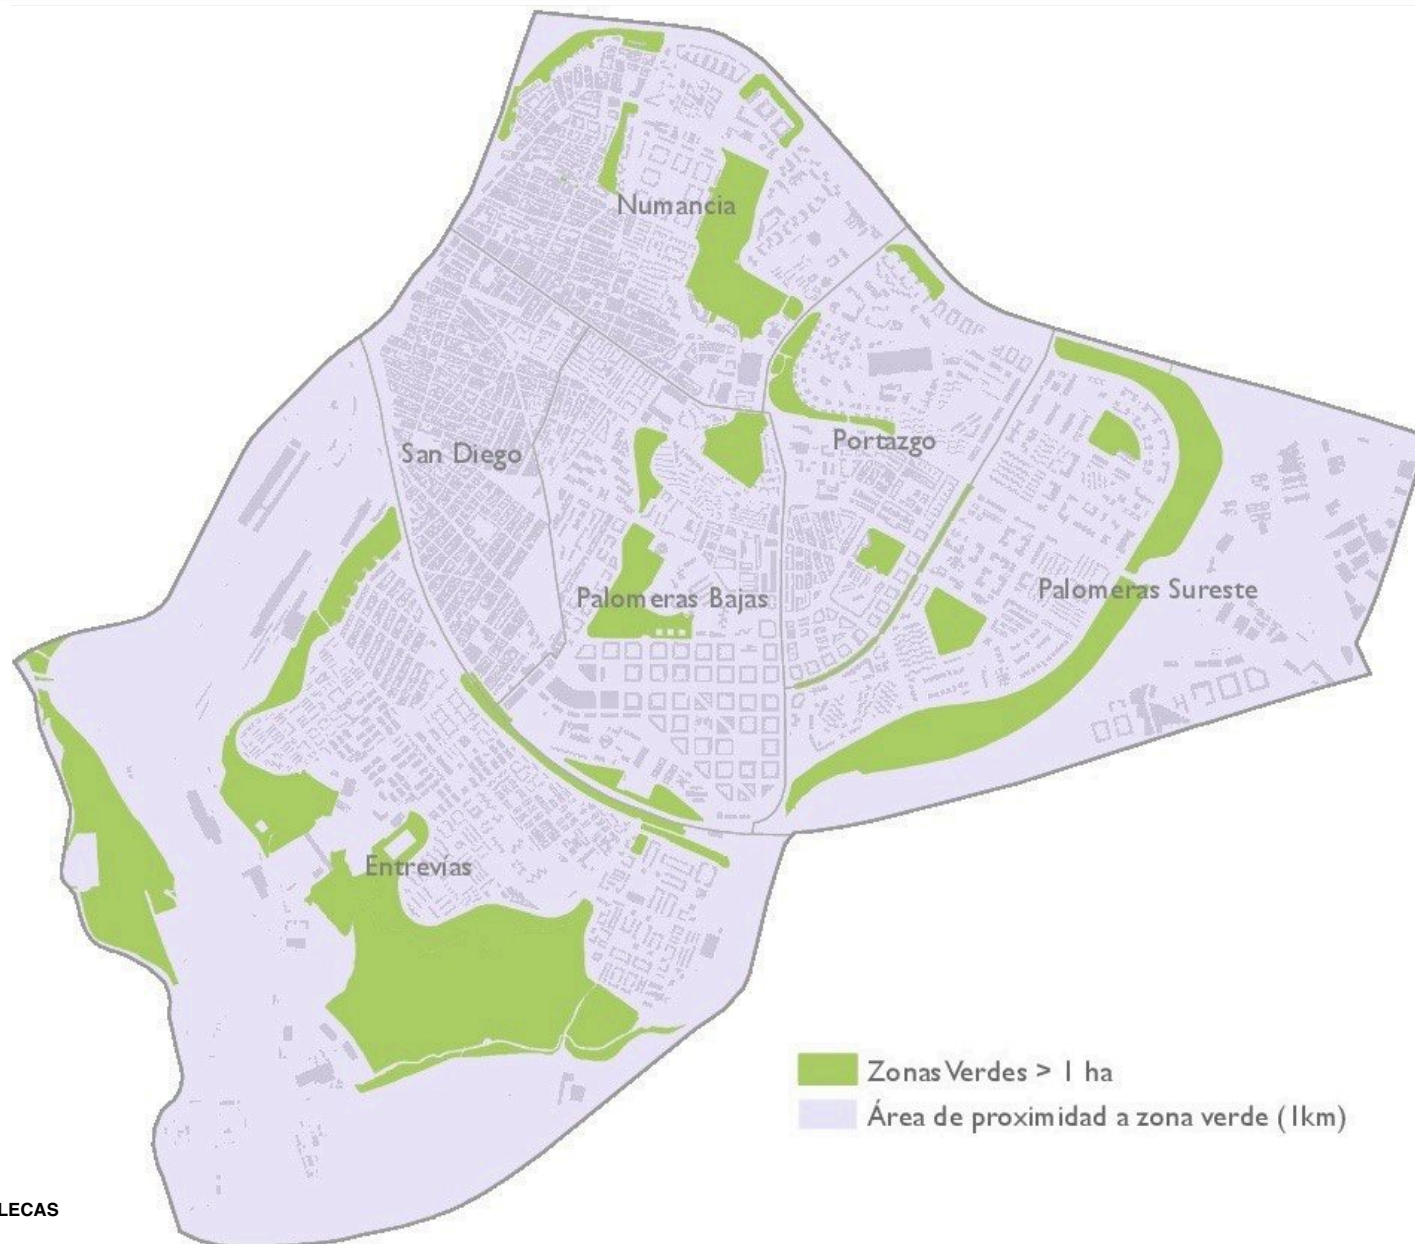 Numancia
San Diego
Portazgo
Palomeras Bajas
Palomeras Sureste
Entrevías
Zonas Verdes > 1 ha
Área de proximidad a zona verde (1km)
LECAS